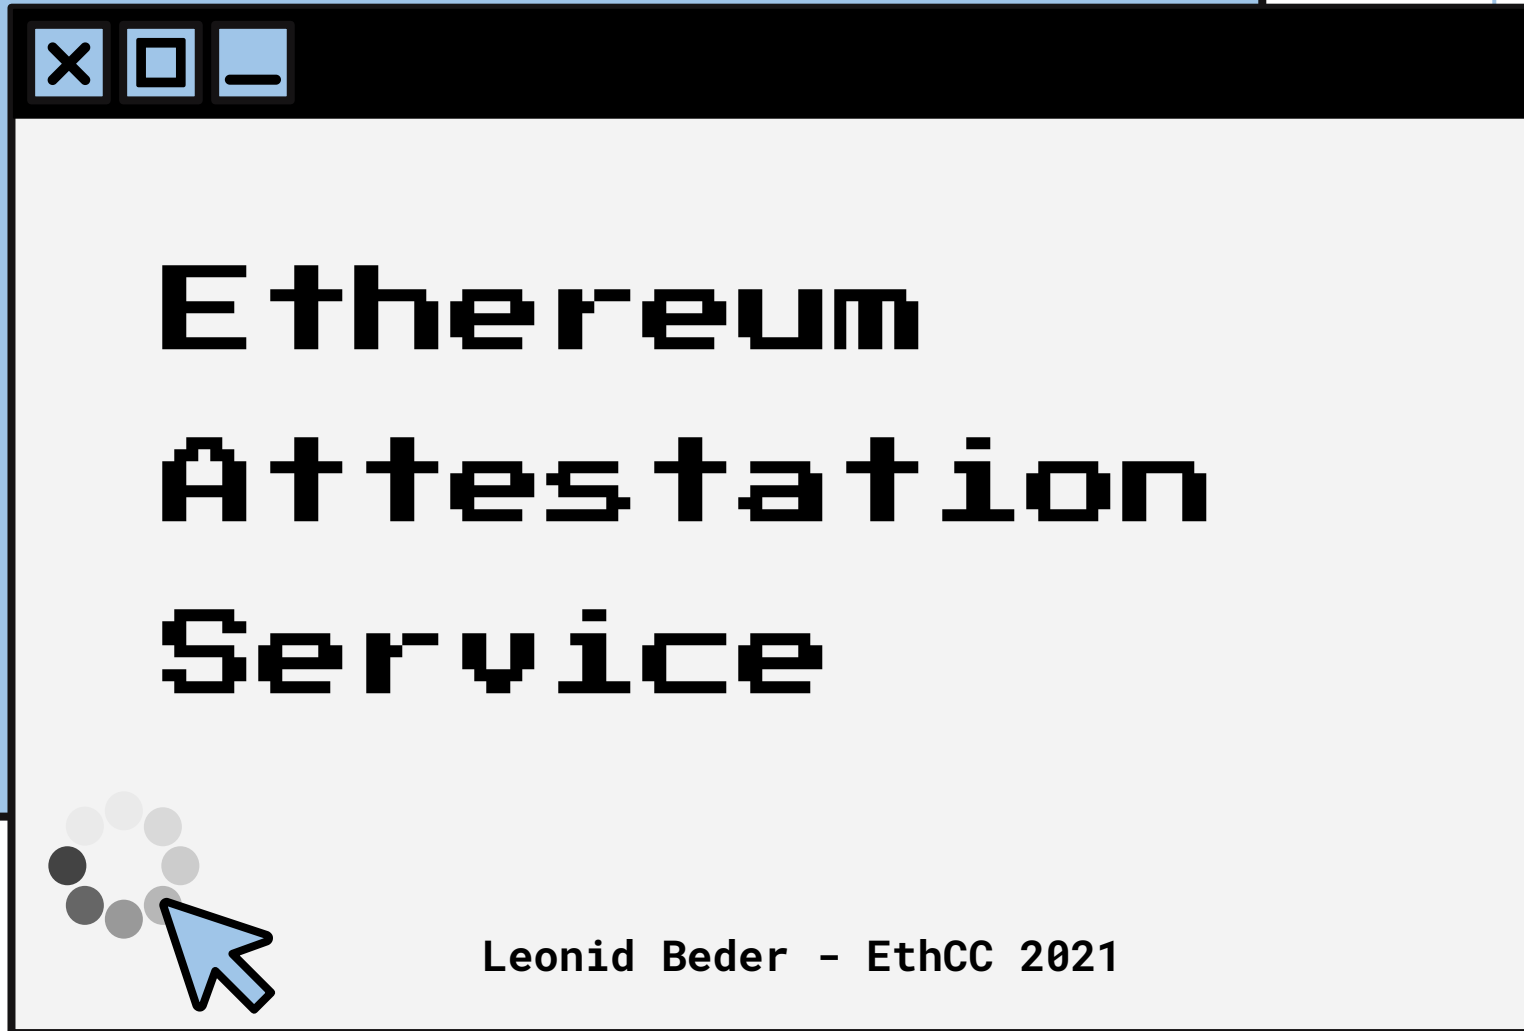 Ethereum
Attestation
Service
Leonid Beder - EthCC 2021